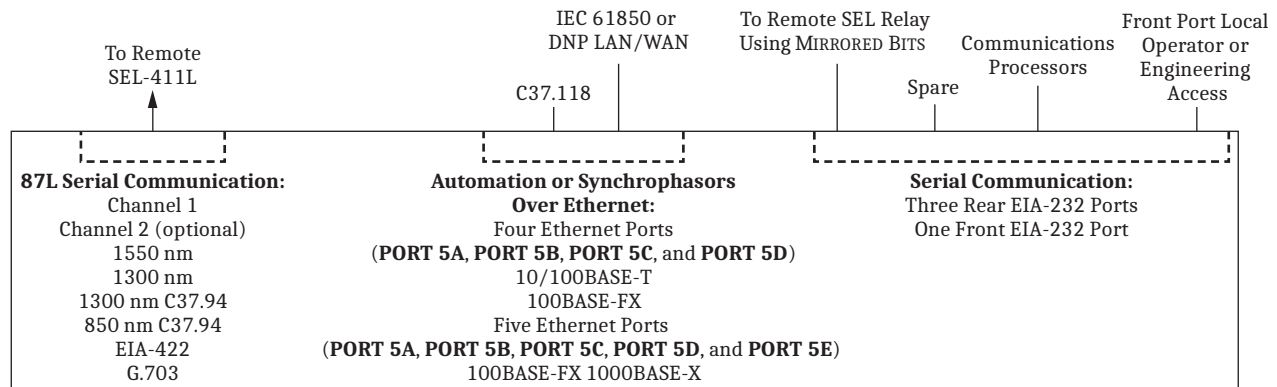 To Remote
SEL-411L
C37.118
IEC 61850 or
DNP LAN/WAN
To Remote SEL Relay
Using MIRRORED BITS
Spare
Communications
Processors
Front Port Local
Operator or
Engineering
Access
87L Serial Communication:
Channel 1
Channel 2 (optional)
1550 nm
1300 nm
1300 nm C37.94
850 nm C37.94
EIA-422
G.703
Automation or Synchrophasors
Over Ethernet:
Four Ethernet Ports
(PORT 5A, PORT 5B, PORT 5C, and PORT 5D)
10/100BASE-T
100BASE-FX
Five Ethernet Ports
(PORT 5A, PORT 5B, PORT 5C, PORT 5D, and PORT 5E)
100BASE-FX 1000BASE-X
Serial Communication:
Three Rear EIA-232 Ports
One Front EIA-232 Port